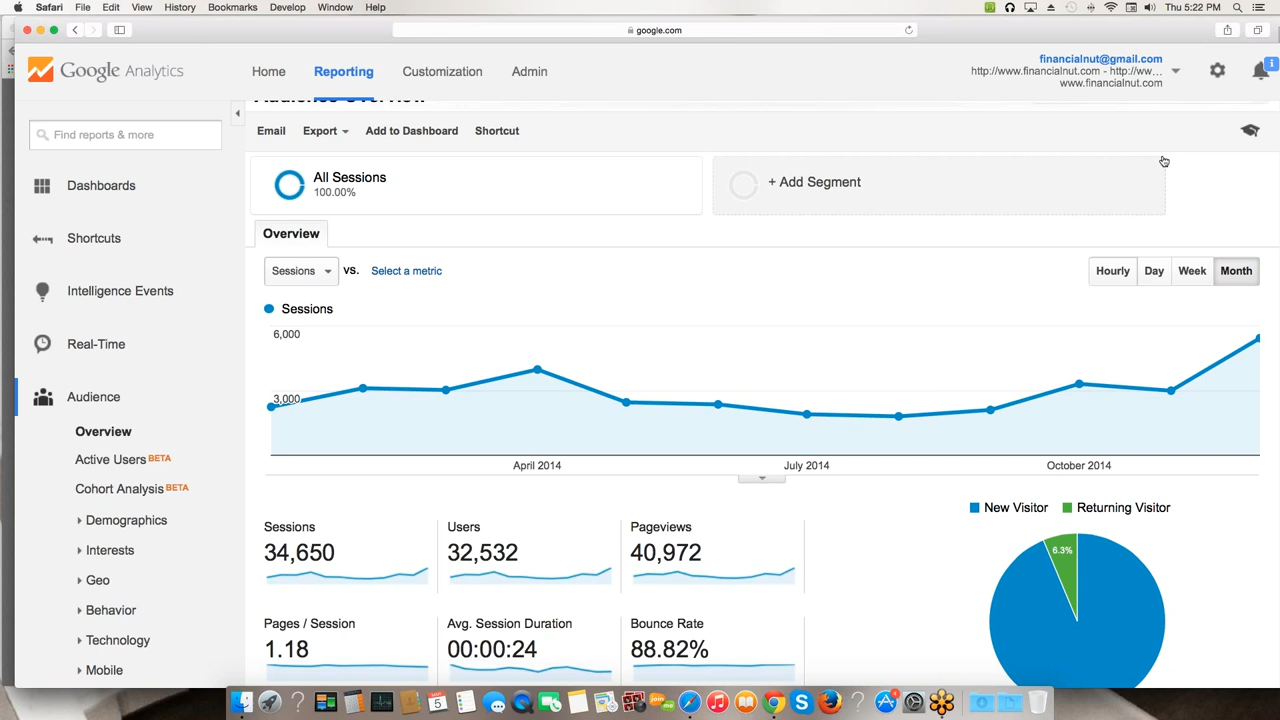 Safari File Edit View History Bookmarks Develop Window Help Thu 5:22 PM
google.com
Google Analytics
Home Reporting Customization Admin
financialnut@gmail.com
http://www.financialnut.com - http://ww...
www.financialnut.com
i
Audience Overview
Find reports & more
Email Export Add to Dashboard Shortcut
Dashboards
Shortcuts
Intelligence Events
Real-Time
Audience
Overview
Active Users BETA
Cohort Analysis BETA
Demographics
Interests
Geo
Behavior
Technology
Mobile
All Sessions
100.00%
+ Add Segment
Overview
Sessions vs. Select a metric
Hourly Day Week Month
Sessions
6,000
3,000
April 2014 July 2014 October 2014
New Visitor Returning Visitor
6.3%
Sessions
34,650
Users
32,532
Pageviews
40,972
Pages / Session
1.18
Avg. Session Duration
00:00:24
Bounce Rate
88.82%